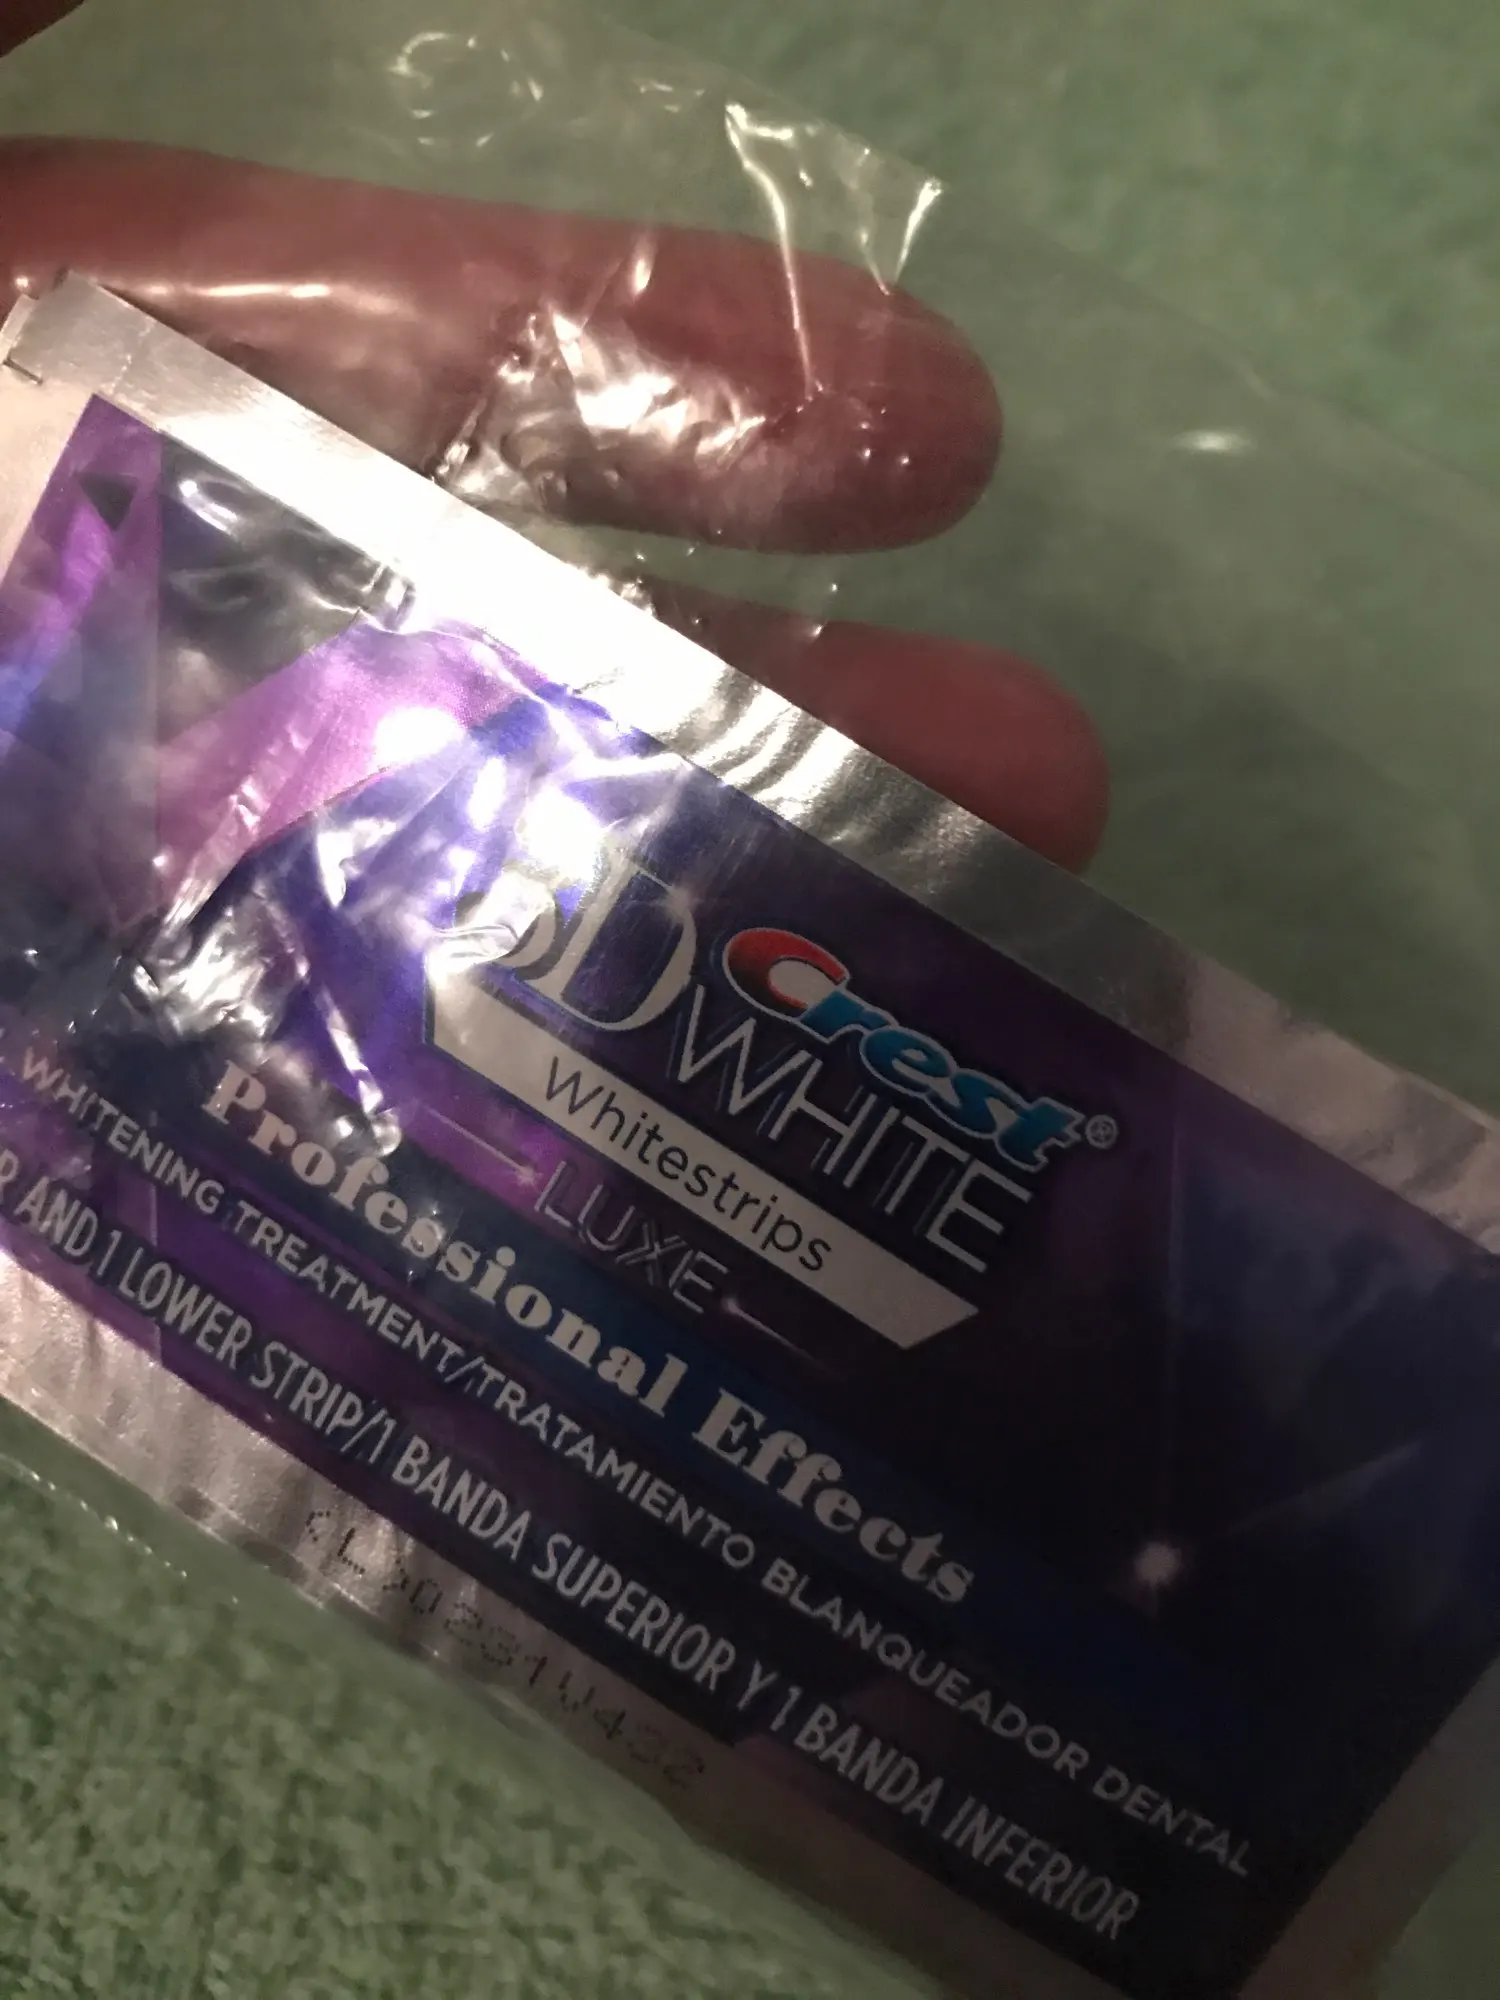 3D WHITE
Crest®
Whitestrips
LUXE
Professional Effects
WHITENING TREATMENT/TRATAMIENTO BLANQUEADOR DENTAL
AND 1 LOWER STRIP/1 BANDA SUPERIOR Y 1 BANDA INFERIOR